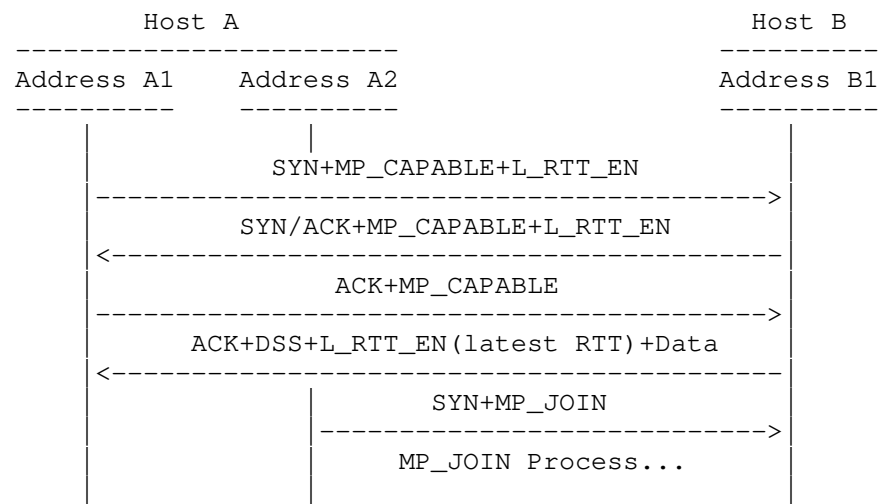 Host A Host B
Address A1 Address A2 Address B1
SYN+MP_CAPABLE+L_RTT_EN
SYN/ACK+MP_CAPABLE+L_RTT_EN
ACK+MP_CAPABLE
ACK+DSS+L_RTT_EN(latest RTT)+Data
SYN+MP_JOIN
MP_JOIN Process...